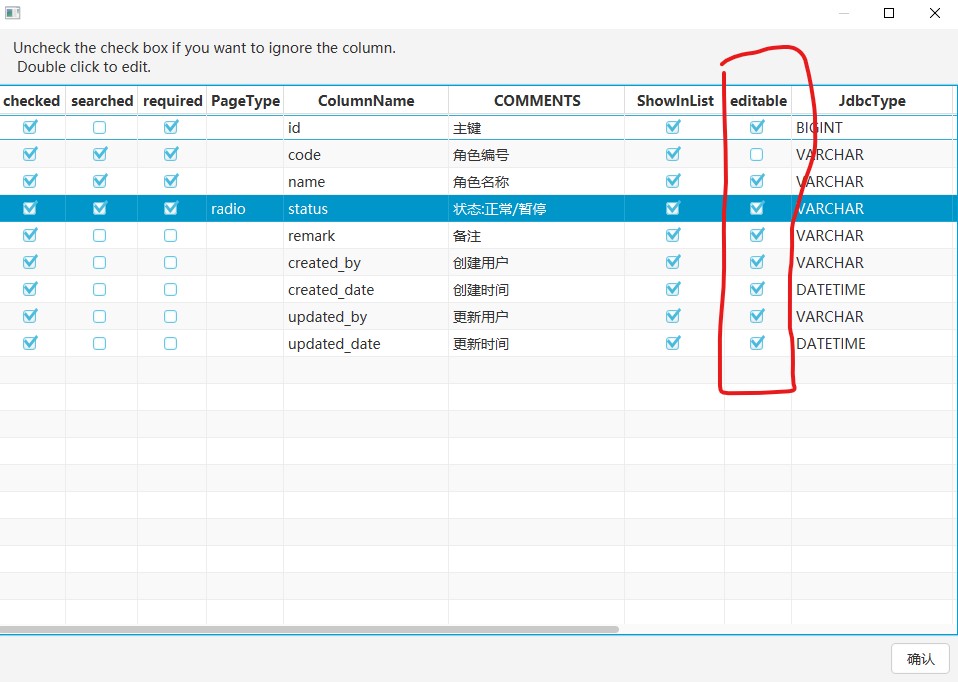 Uncheck the check box if you want to ignore the column.
Double click to edit.
checked searched required PageType ColumnName COMMENTS ShowInList editable JdbcType
id 主键 BIGINT
code 角色编号 VARCHAR
name 角色名称 VARCHAR
radio status 状态:正常/暂停 VARCHAR
remark 备注 VARCHAR
created_by 创建用户 VARCHAR
created_date 创建时间 DATETIME
updated_by 更新用户 VARCHAR
updated_date 更新时间 DATETIME
确认